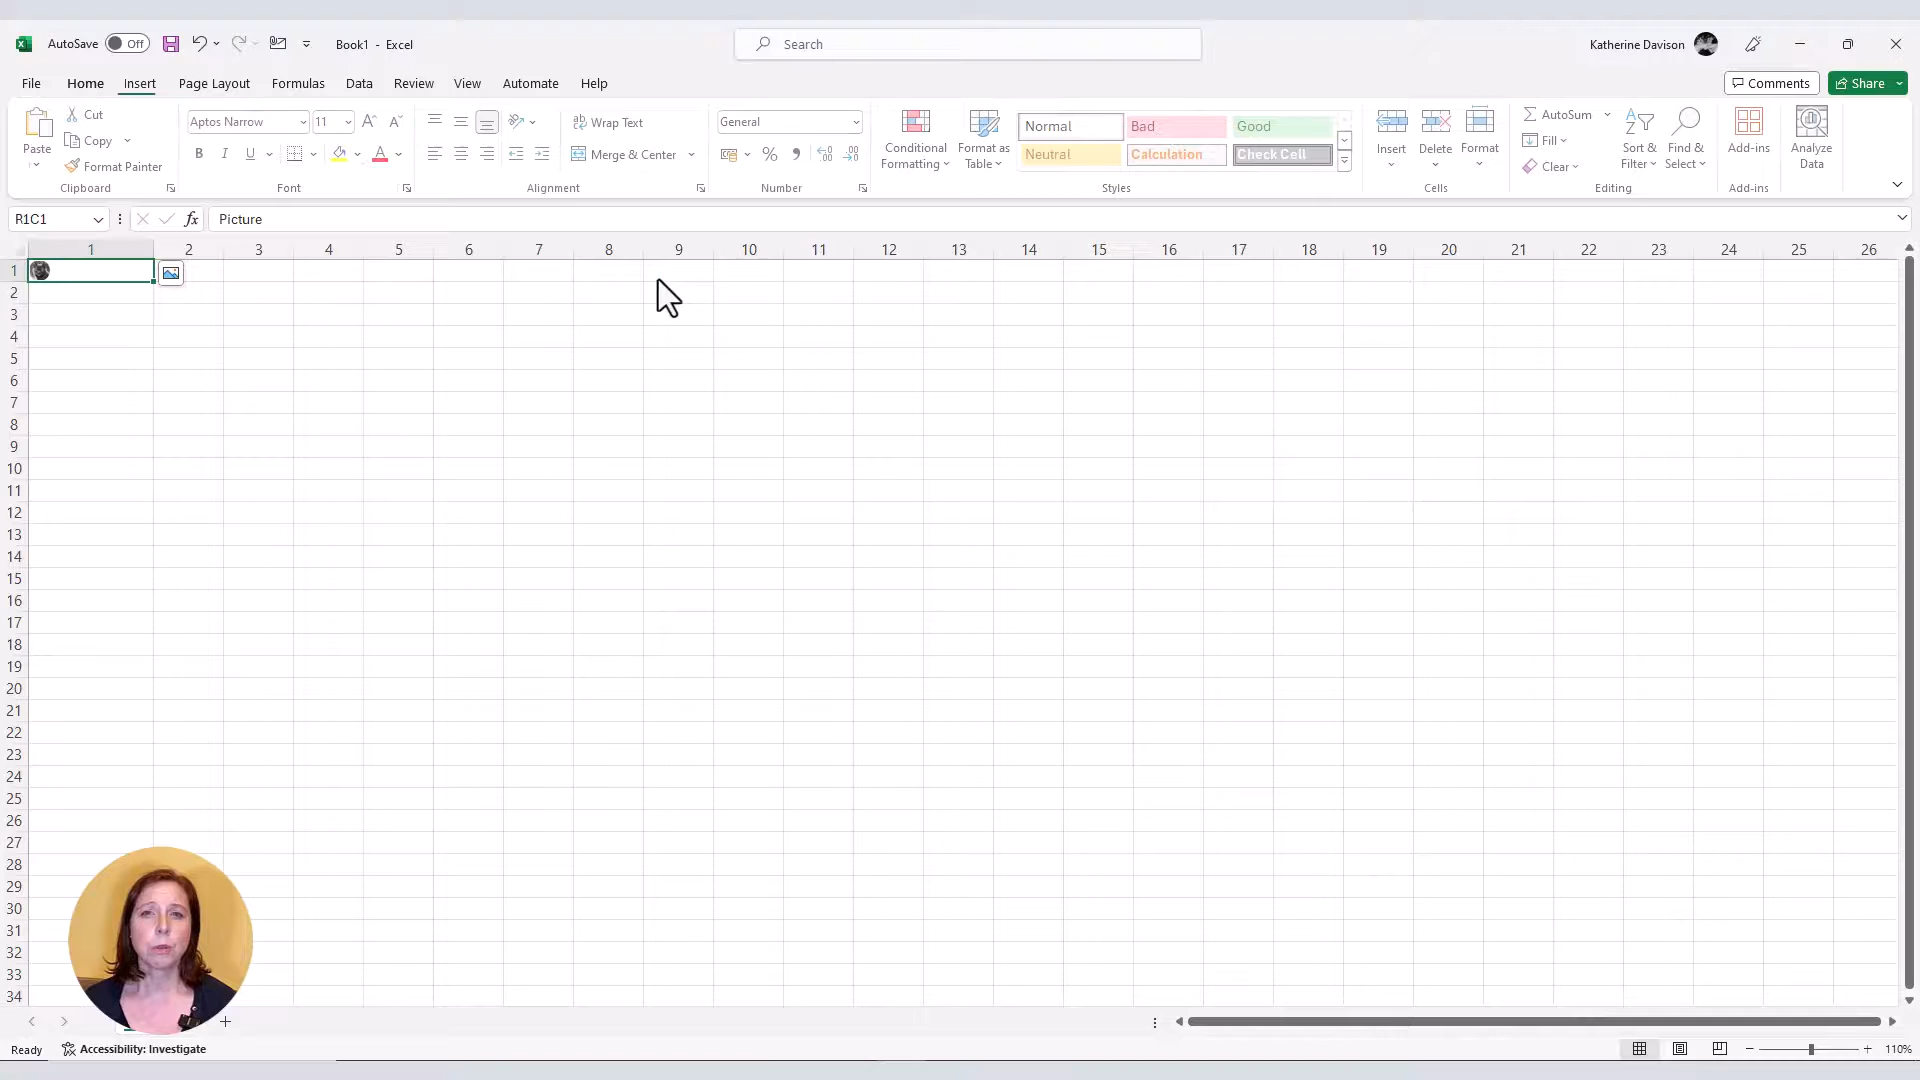 AutoSave Off Book1 - Excel Search Katherine Davison
File Home Insert Page Layout Formulas Data Review View Automate Help Comments Share
Paste Cut Copy Format Painter
Clipboard
Aptos Narrow 11 A A
B I U A
Font
Wrap Text
Merge & Center
Alignment
General
% 9
Number
Conditional Formatting
Format as Table
Normal Bad Good
Neutral Calculation Check Cell
Styles
Insert Delete Format
Cells
AutoSum
Fill
Clear
Sort & Filter
Find & Select
Editing
Add-ins
Add-ins
Analyze Data
R1C1 fx Picture
1 2 3 4 5 6 7 8 9 10 11 12 13 14 15 16 17 18 19 20 21 22 23 24 25 26
1
2
3
4
5
6
7
8
9
10
11
12
13
14
15
16
17
18
19
20
21
22
23
24
25
26
27
28
29
30
31
32
33
34
Ready Accessibility: Investigate 110%